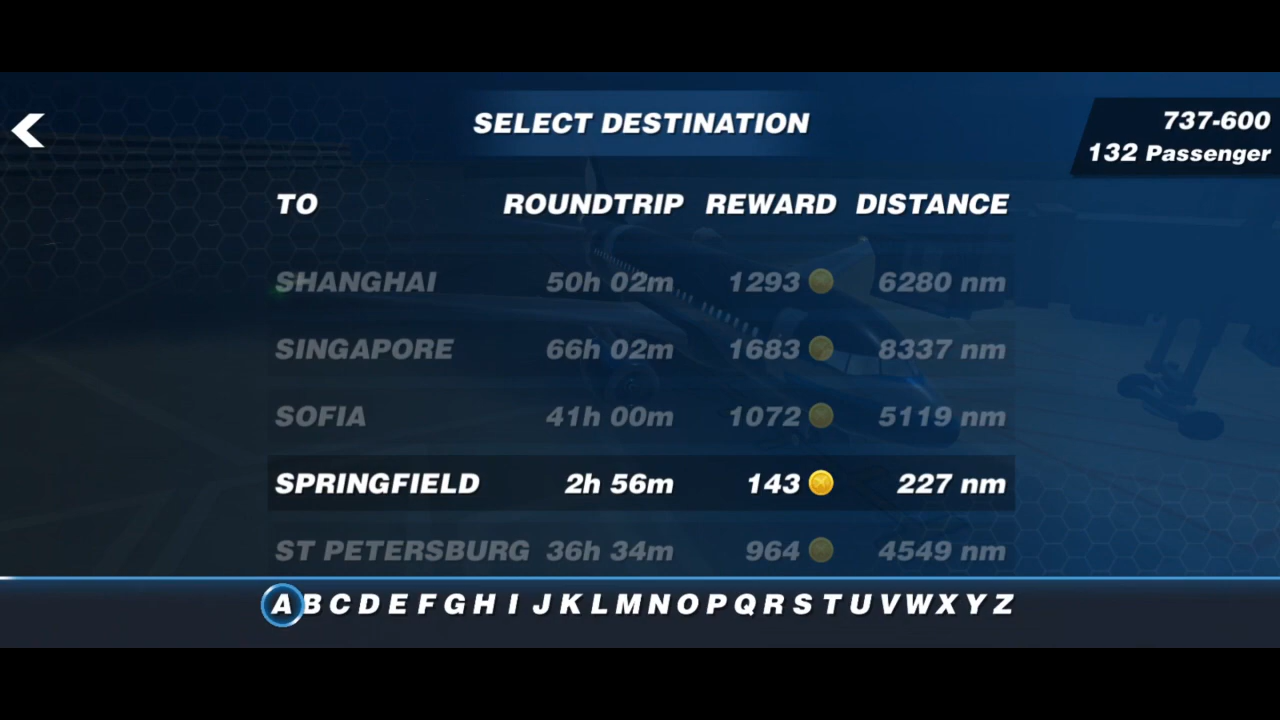 SELECT DESTINATION
737-600
132 Passenger
TO ROUNDTRIP REWARD DISTANCE
SHANGHAI 50h 02m 1293 6280 nm
SINGAPORE 66h 02m 1683 8337 nm
SOFIA 41h 00m 1072 5119 nm
SPRINGFIELD 2h 56m 143 227 nm
ST PETERSBURG 36h 34m 964 4549 nm
A B C D E F G H I J K L M N O P Q R S T U V W X Y Z